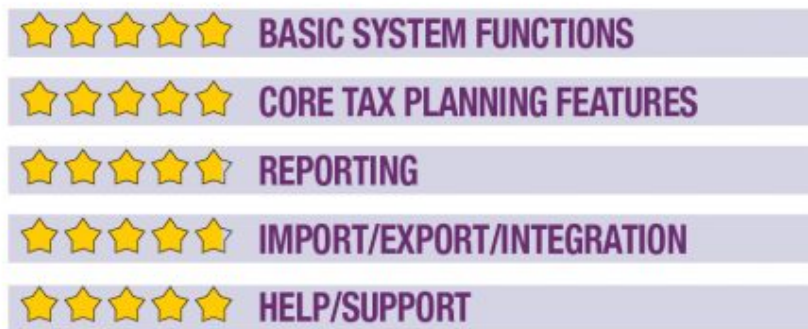 BASIC SYSTEM FUNCTIONS
CORE TAX PLANNING FEATURES
REPORTING
IMPORT/EXPORT/INTEGRATION
HELP/SUPPORT